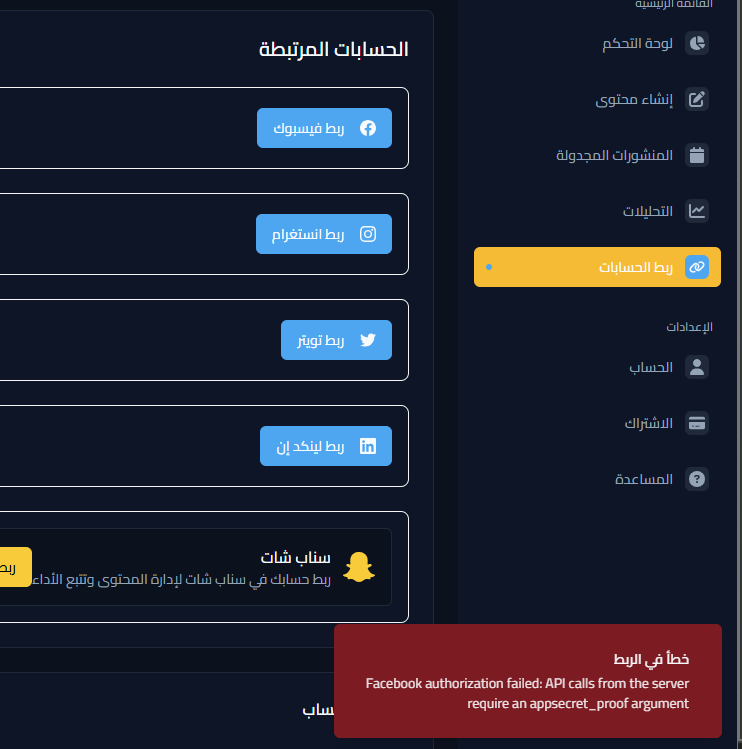 القائمة الرئيسية
لوحة التحكم
إنشاء محتوى
المنشورات المجدولة
التحليلات
ربط الحسابات
الإعدادات
الحساب
الاشتراك
المساعدة
الحسابات المرتبطة
ربط فيسبوك
ربط انستغرام
ربط تويتر
ربط لينكد إن
سناب شات
ربط حسابك في سناب شات لإدارة المحتوى وتتبع الأداء
ربط
خطأ في الربط
Facebook authorization failed: API calls from the server
require an appsecret_proof argument